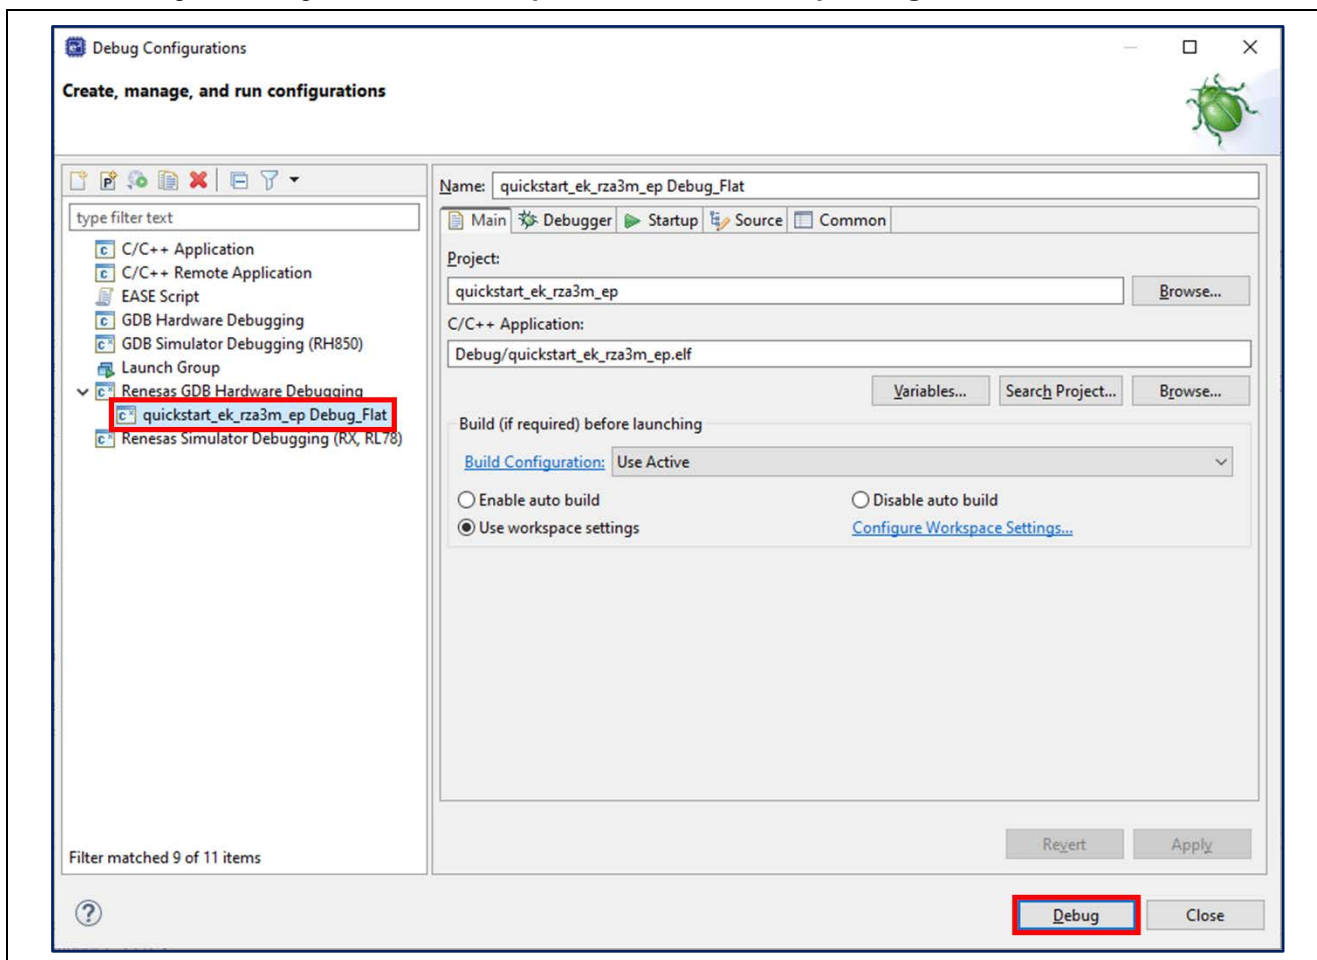 Debug Configurations
Create, manage, and run configurations
type filter text
C/C++ Application
C/C++ Remote Application
EASE Script
GDB Hardware Debugging
GDB Simulator Debugging (RH850)
Launch Group
Renesas GDB Hardware Debugging
quickstart_ek_rza3m_ep Debug_Flat
Renesas Simulator Debugging (RX, RL78)
Filter matched 9 of 11 items
Name: quickstart_ek_rza3m_ep Debug_Flat
Main Debugger Startup Source Common
Project:
quickstart_ek_rza3m_ep Browse...
C/C++ Application:
Debug/quickstart_ek_rza3m_ep.elf
Variables... Search Project... Browse...
Build (if required) before launching
Build Configuration: Use Active
Enable auto build Disable auto build
Use workspace settings Configure Workspace Settings...
Revert Apply
Debug Close